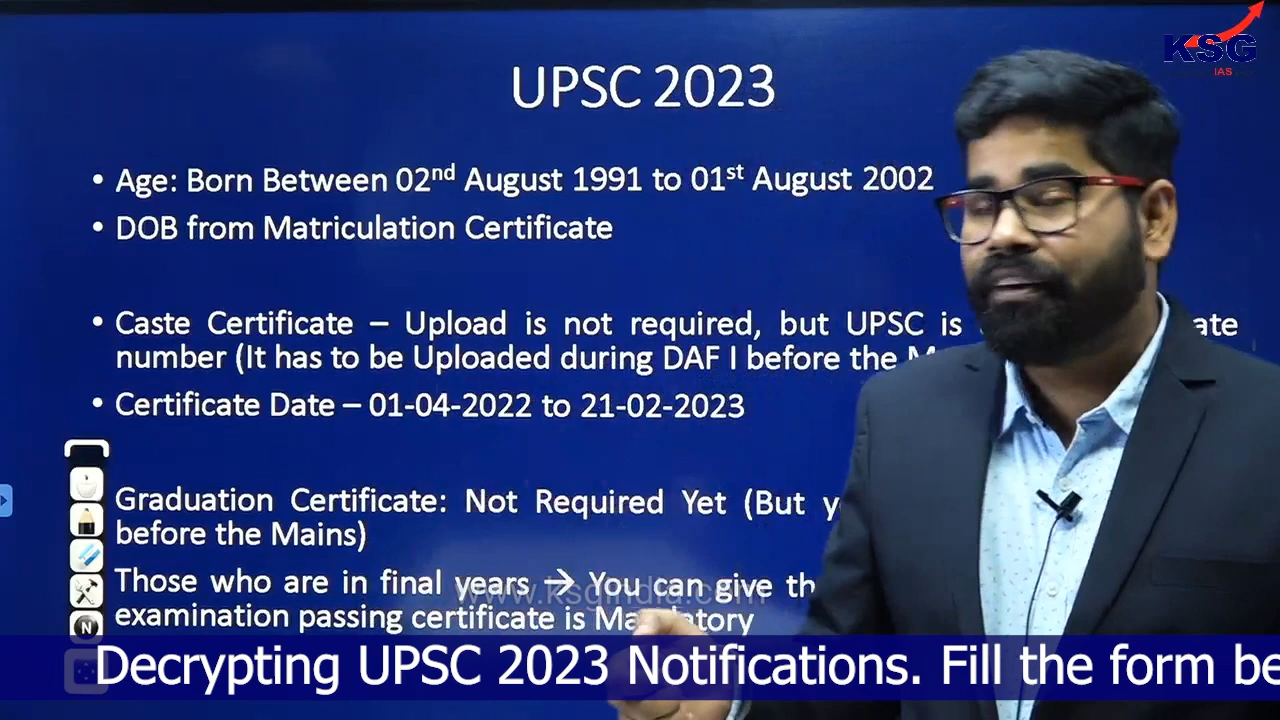 KSG
IAS
UPSC 2023
• Age: Born Between 02nd August 1991 to 01st August 2002
• DOB from Matriculation Certificate
• Caste Certificate – Upload is not required, but UPSC is
number (It has to be Uploaded during DAF I before the
• Certificate Date – 01-04-2022 to 21-02-2023
Graduation Certificate: Not Required Yet (But
before the Mains)
Those who are in final years → You can give
examination passing certificate is Mandatory
www.ksgindia.com
N
Decrypting UPSC 2023 Notifications. Fill the form